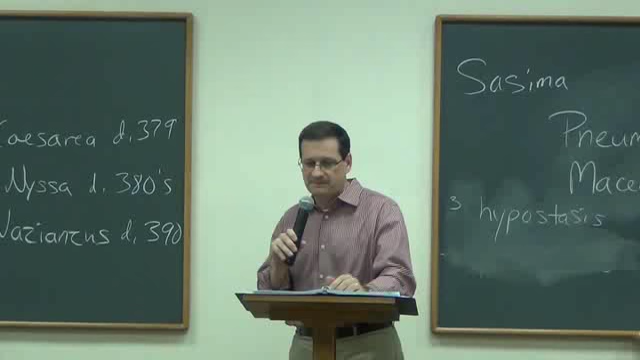 Caesarea d. 379
Nyssa d. 380's
Nazianzus d. 390
Sasima
Pneum
Mace
3 hypostasis